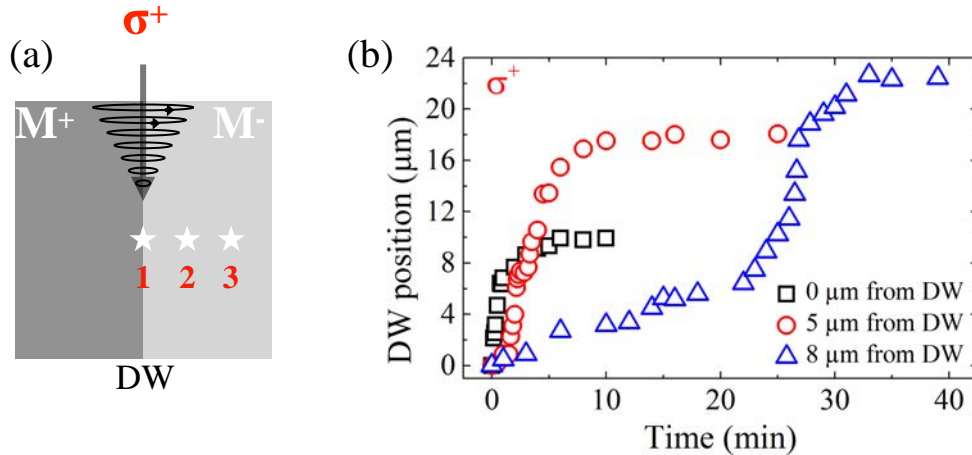 (a)
σ⁺
M⁺ M⁻
1 2 3
DW
(b)
σ⁺
DW position (μm)
24
20
16
12
8
4
0
0 μm from DW
5 μm from DW
8 μm from DW
0 10 20 30 40
Time (min)